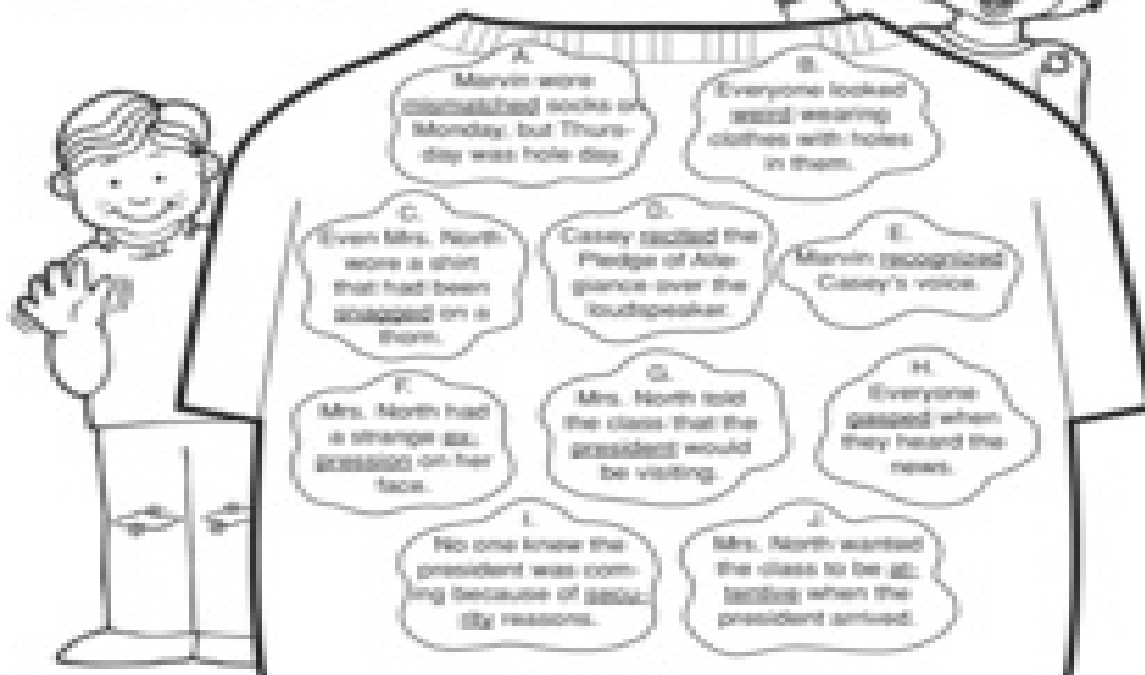 A.
Marvin wore
mismatched socks on
Monday, but Thurs-
day was hole day.
B.
Everyone looked
weird wearing
clothes with holes
in them.
C.
Even Mrs. North
wore a shirt
that had been
snagged on a
thorn.
D.
Casey recited the
Pledge of Alle-
giance over the
loudspeaker.
E.
Marvin recognized
Casey's voice.
F.
Mrs. North had
a strange ex-
pression on her
face.
G.
Mrs. North told
the class that the
president would
be visiting.
H.
Everyone
gasped when
they heard the
news.
I.
No one knew the
president was com-
ing because of secu-
rity reasons.
J.
Mrs. North wanted
the class to be at-
tentive when the
president arrived.